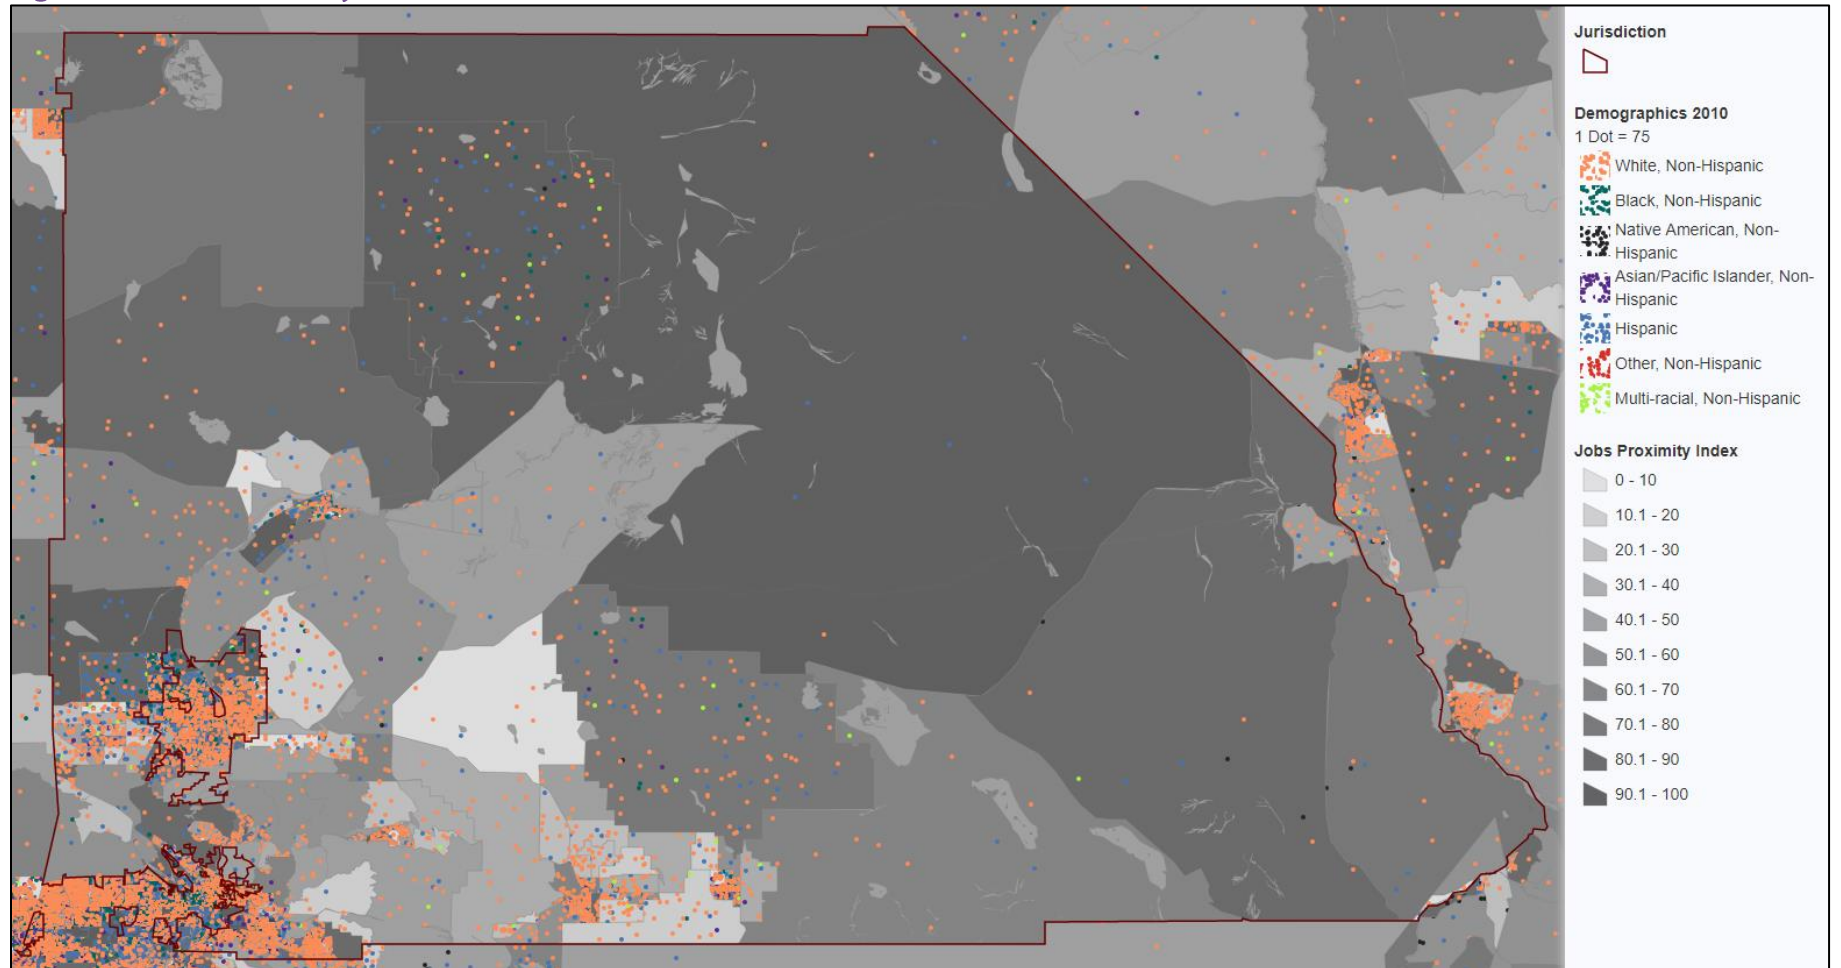 Jurisdiction
Demographics 2010
1 Dot = 75
White, Non-Hispanic
Black, Non-Hispanic
Native American, Non-
Hispanic
Asian/Pacific Islander, Non-
Hispanic
Hispanic
Other, Non-Hispanic
Multi-racial, Non-Hispanic
Jobs Proximity Index
0 - 10
10.1 - 20
20.1 - 30
30.1 - 40
40.1 - 50
50.1 - 60
60.1 - 70
70.1 - 80
80.1 - 90
90.1 - 100